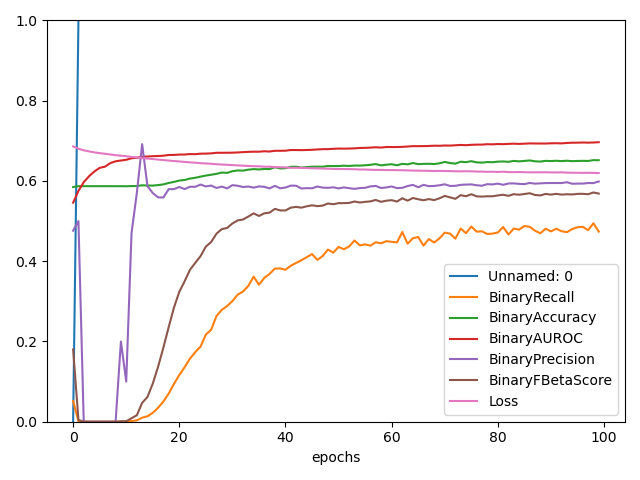 1.0
0.8
0.6
0.4
0.2
0.0
Unnamed: 0
BinaryRecall
BinaryAccuracy
BinaryAUROC
BinaryPrecision
BinaryFBetaScore
Loss
0 20 40 60 80 100
epochs